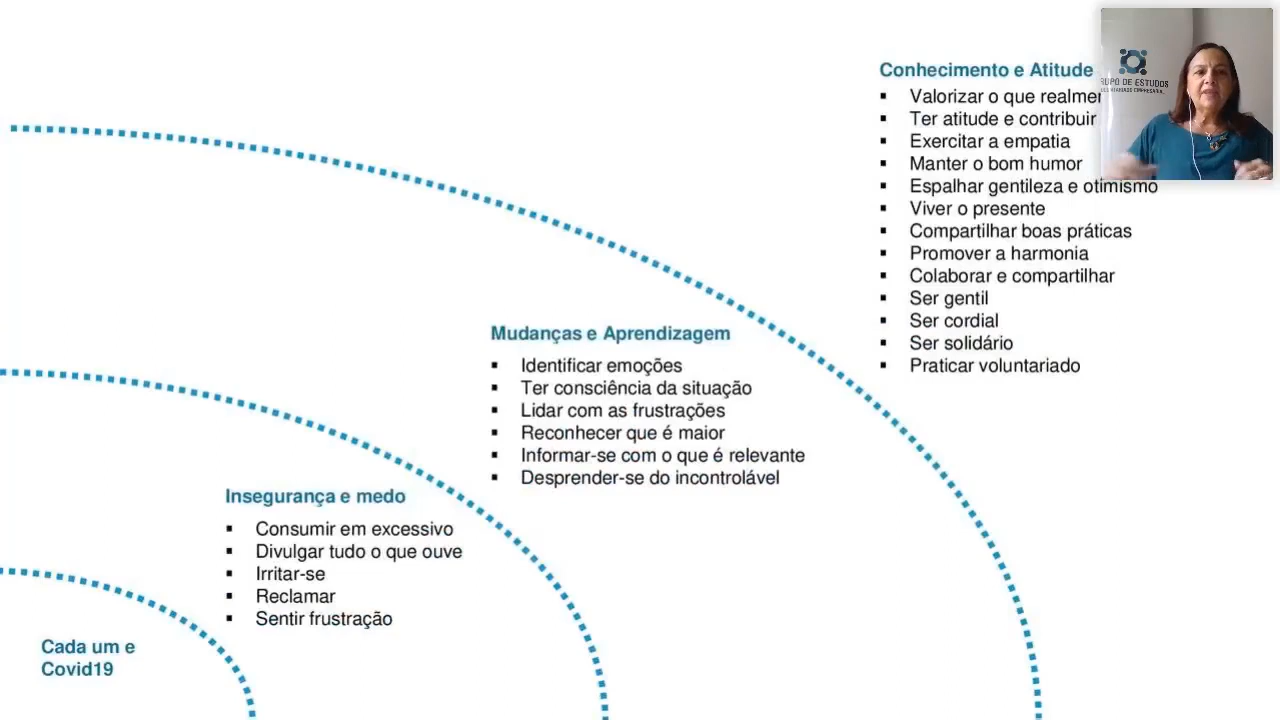 Conhecimento e Atitude
▪ Valorizar o que
▪ Ter atitude e contribuir
▪ Exercitar a empatia
▪ Manter o bom humor
▪ Espalhar gentileza e otimismo
▪ Viver o presente
▪ Compartilhar boas práticas
▪ Promover a harmonia
▪ Colaborar e compartilhar
▪ Ser gentil
▪ Ser cordial
▪ Ser solidário
▪ Praticar voluntariado
DE ESTUDOS
Mudanças e Aprendizagem
▪ Identificar emoções
▪ Ter consciência da situação
▪ Lidar com as frustrações
▪ Reconhecer que é maior
▪ Informar-se com o que é relevante
▪ Desprender-se do incontrolável
Insegurança e medo
▪ Consumir em excessivo
▪ Divulgar tudo o que ouve
▪ Irritar-se
▪ Reclamar
▪ Sentir frustração
Cada um e
Covid19